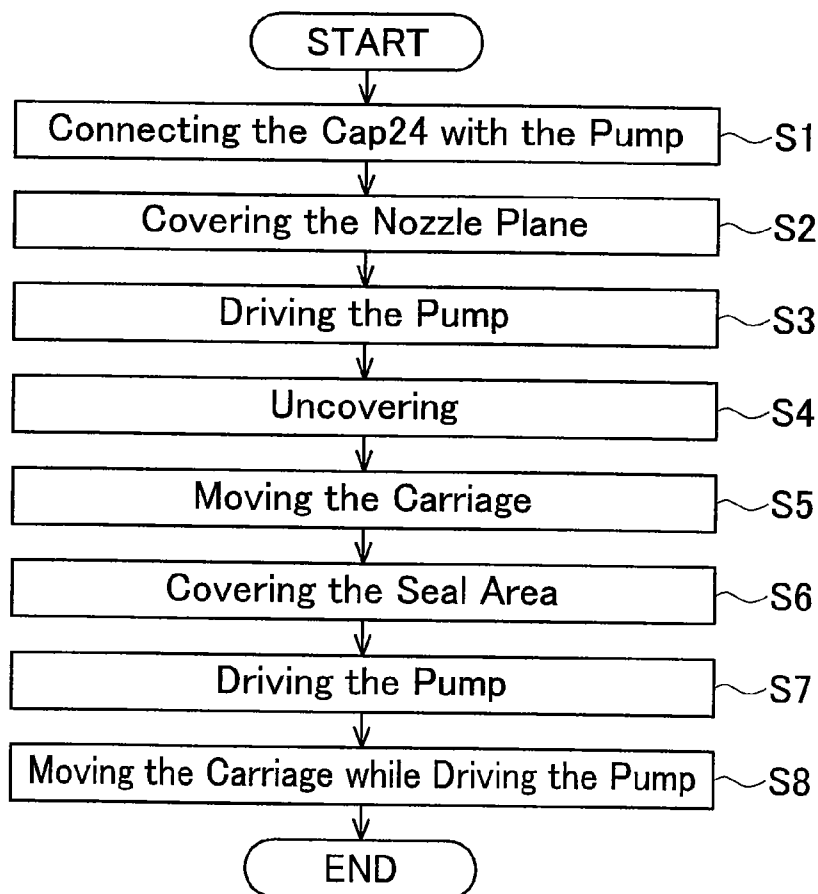 START
Connecting the Cap24 with the Pump S1
Covering the Nozzle Plane S2
Driving the Pump S3
Uncovering S4
Moving the Carriage S5
Covering the Seal Area S6
Driving the Pump S7
Moving the Carriage while Driving the Pump S8
END